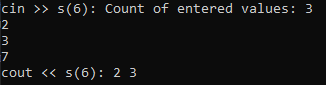 cin >> s(6): Count of entered values: 3
2
3
7
cout << s(6): 2 3